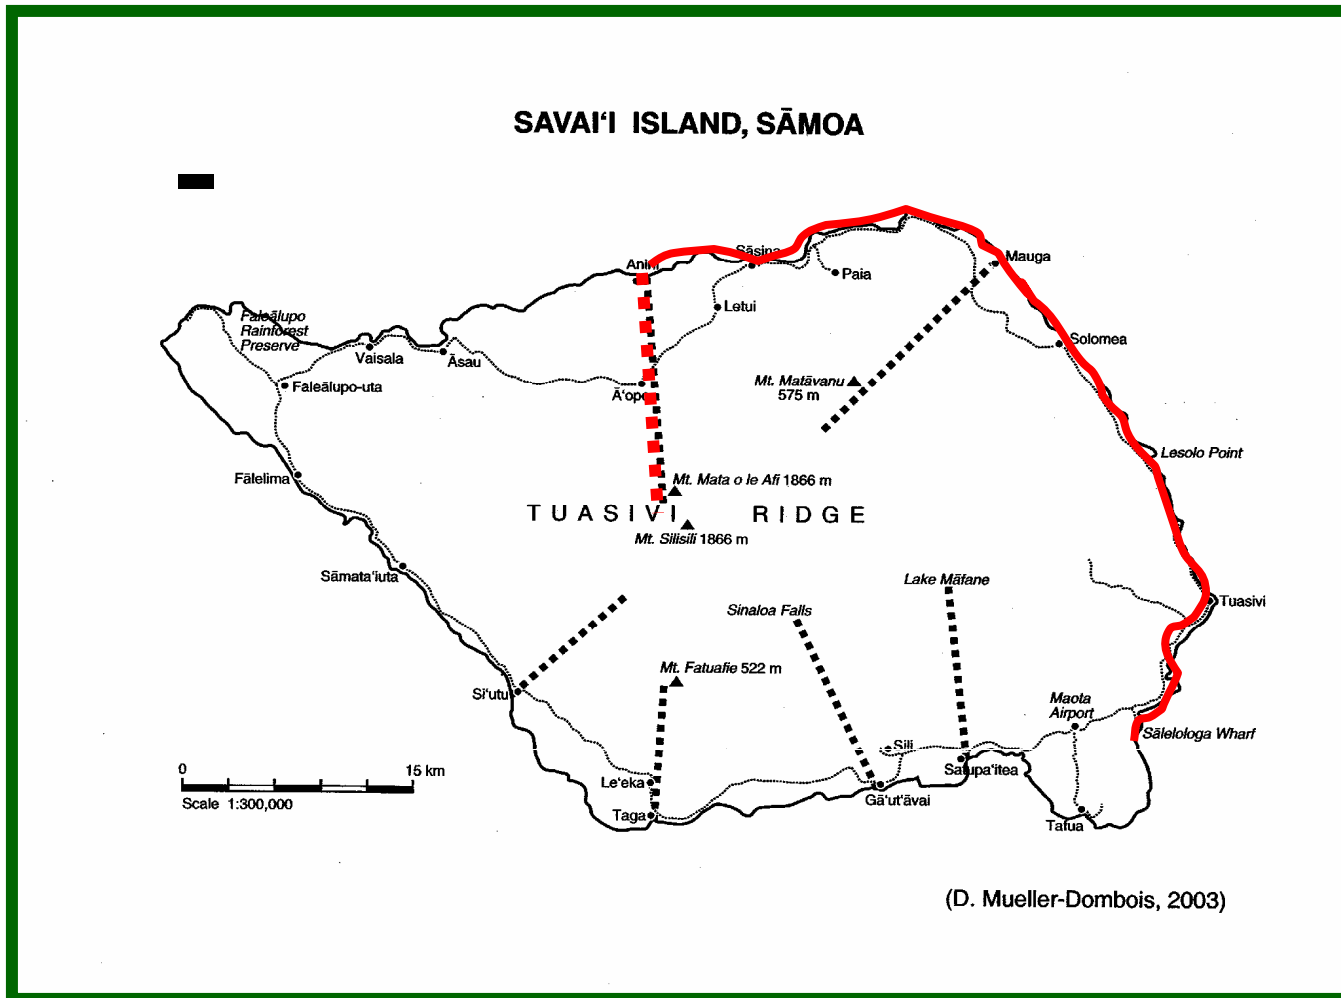 SAVAI‘I ISLAND, SĀMOA
Sāsina
Mauga
Paia
Letui
Faleālupo
Rainforest
Preserve
Solomea
Vaisala
Āsau
Mt. Matāvanu
575 m
Faleālupo-uta
Lesolo Point
Fālelima
Mt. Mata o le Afi 1866 m
TUASIVI RIDGE
Mt. Silisili 1866 m
Sāmata‘iuta
Lake Māfane
Tuasivi
Sinaloa Falls
Mt. Fatuafie 522 m
Si‘utu
Maota
Airport
Sālelologa Wharf
Sili
0 15 km
Satupa‘itea
Le‘eka
Scale 1:300,000
Gā‘ut‘āvai
Taga
Tafua
(D. Mueller-Dombois, 2003)